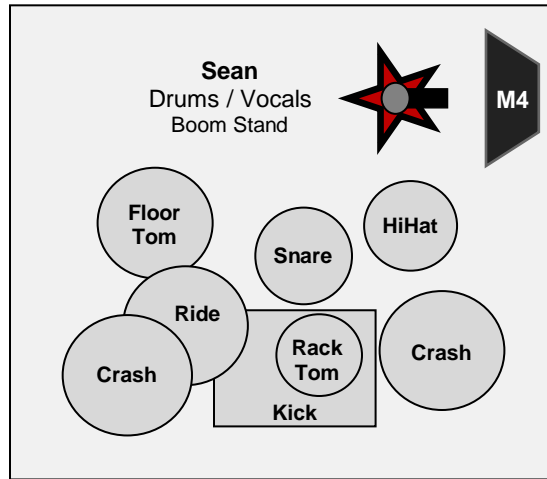 Sean
Drums / Vocals
Boom Stand
M4
Floor
Tom
HiHat
Snare
Ride
Rack
Tom
Crash
Crash
Kick